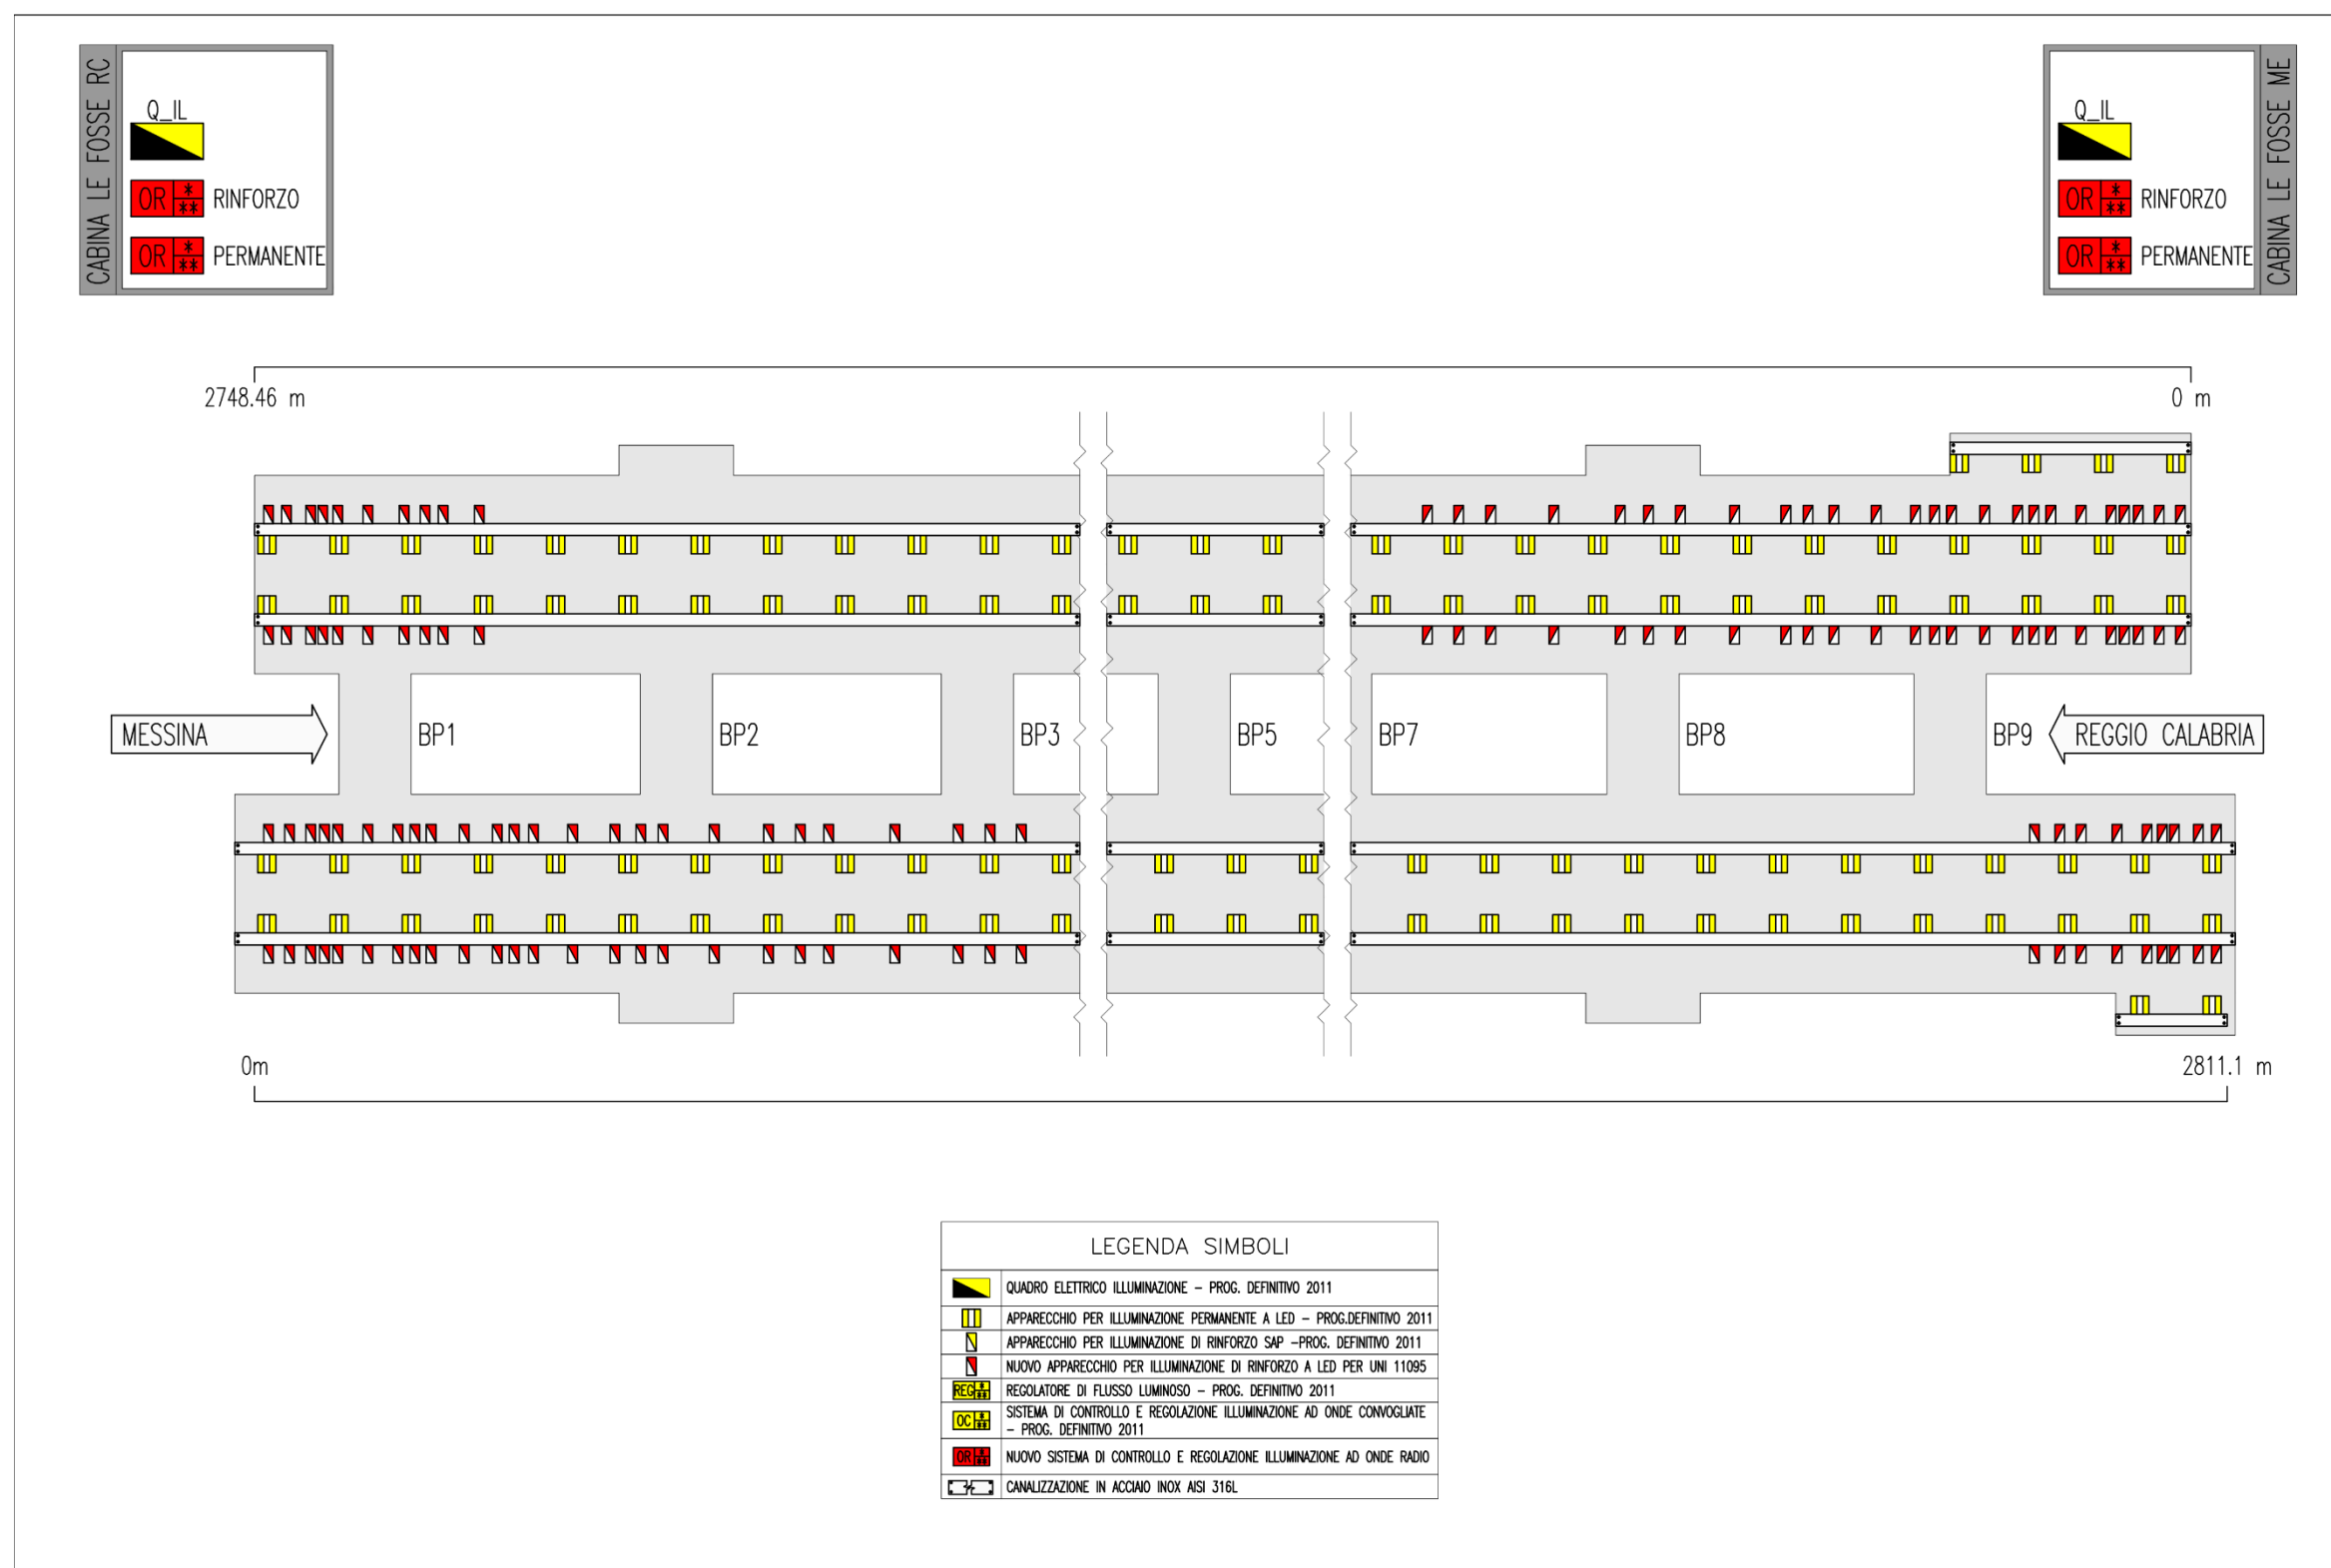 CABINA LE FOSSE RC
Q_IL
OR * ** RINFORZO
OR * ** PERMANENTE
Q_IL
OR * ** RINFORZO
OR * ** PERMANENTE
CABINA LE FOSSE ME
2748.46 m
0 m
MESSINA
BP1
BP2
BP3
BP5
BP7
BP8
BP9
REGGIO CALABRIA
0m
2811.1 m
LEGENDA SIMBOLI
QUADRO ELETTRICO ILLUMINAZIONE - PROG. DEFINITIVO 2011
APPARECCHIO PER ILLUMINAZIONE PERMANENTE A LED - PROG.DEFINITIVO 2011
APPARECCHIO PER ILLUMINAZIONE DI RINFORZO SAP -PROG. DEFINITIVO 2011
NUOVO APPARECCHIO PER ILLUMINAZIONE DI RINFORZO A LED PER UNI 11095
REG * ** REGOLATORE DI FLUSSO LUMINOSO - PROG. DEFINITIVO 2011
OC * ** SISTEMA DI CONTROLLO E REGOLAZIONE ILLUMINAZIONE AD ONDE CONVOGLIATE
- PROG. DEFINITIVO 2011
OR * ** NUOVO SISTEMA DI CONTROLLO E REGOLAZIONE ILLUMINAZIONE AD ONDE RADIO
CANALIZZAZIONE IN ACCIAIO INOX AISI 316L